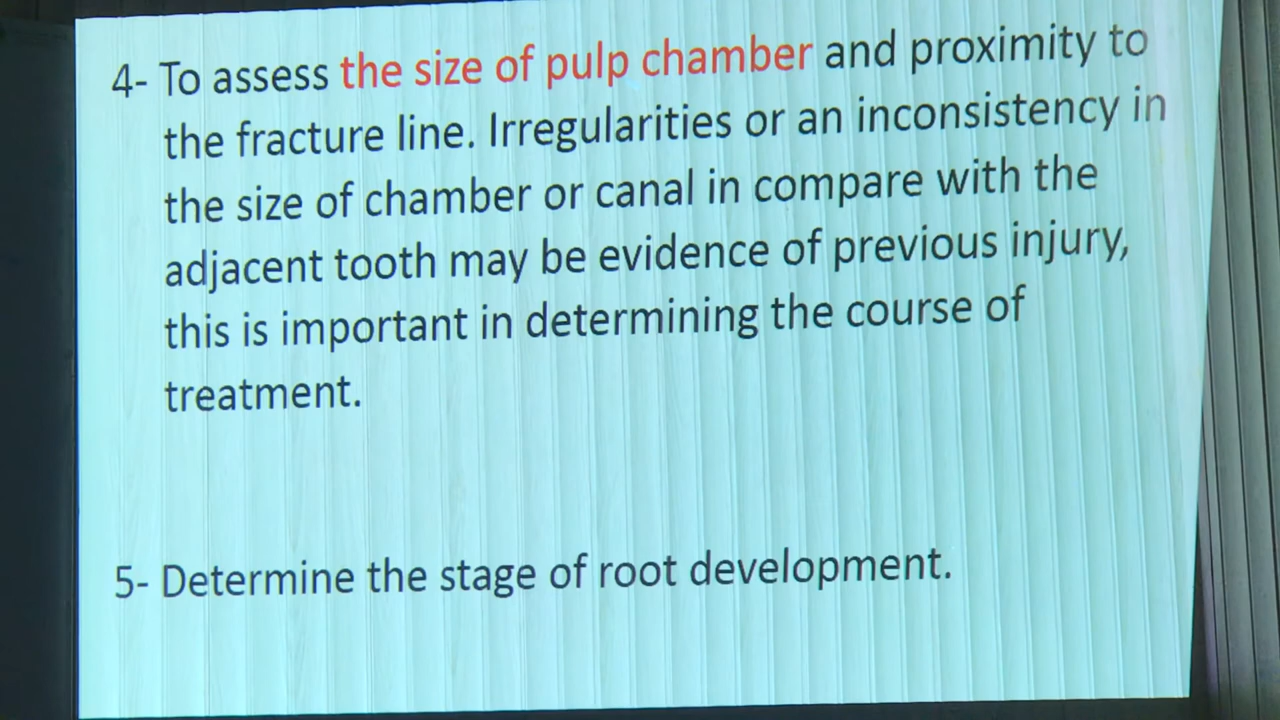 4- To assess the size of pulp chamber and proximity to
the fracture line. Irregularities or an inconsistency in
the size of chamber or canal in compare with the
adjacent tooth may be evidence of previous injury,
this is important in determining the course of
treatment.
5- Determine the stage of root development.